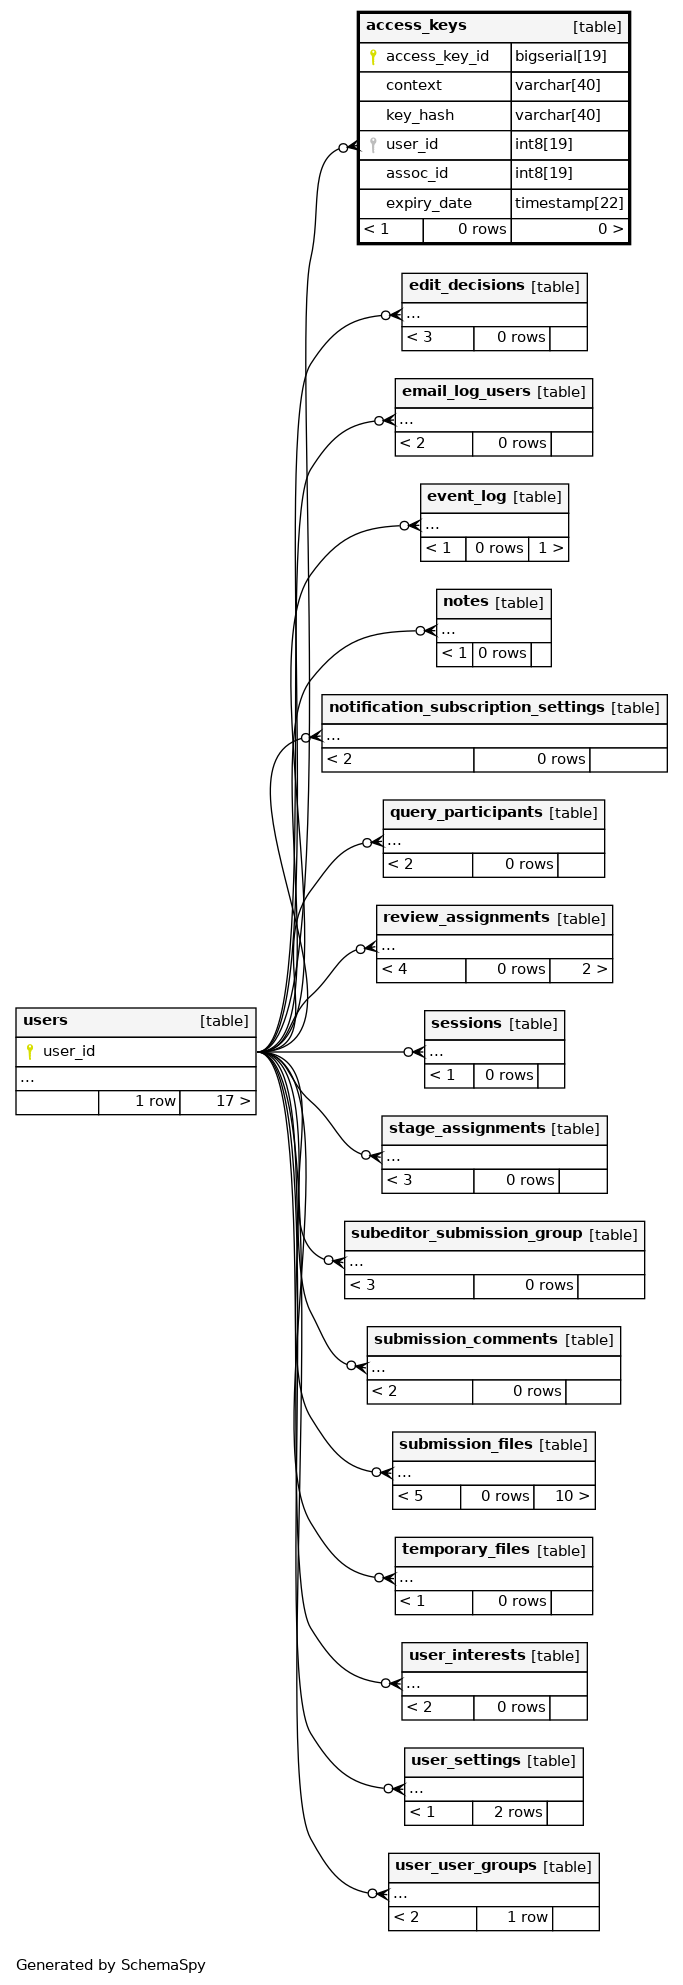 access_keys [table]
access_key_id bigserial[19]
context varchar[40]
key_hash varchar[40]
user_id int8[19]
assoc_id int8[19]
expiry_date timestamp[22]
< 1 0 rows 0 >
edit_decisions [table]
...
< 3 0 rows
email_log_users [table]
...
< 2 0 rows
event_log [table]
...
< 1 0 rows 1 >
notes [table]
...
< 1 0 rows
notification_subscription_settings [table]
...
< 2 0 rows
query_participants [table]
...
< 2 0 rows
review_assignments [table]
...
< 4 0 rows 2 >
users [table]
user_id
...
1 row 17 >
sessions [table]
...
< 1 0 rows
stage_assignments [table]
...
< 3 0 rows
subeditor_submission_group [table]
...
< 3 0 rows
submission_comments [table]
...
< 2 0 rows
submission_files [table]
...
< 5 0 rows 10 >
temporary_files [table]
...
< 1 0 rows
user_interests [table]
...
< 2 0 rows
user_settings [table]
...
< 1 2 rows
user_user_groups [table]
...
< 2 1 row
Generated by SchemaSpy